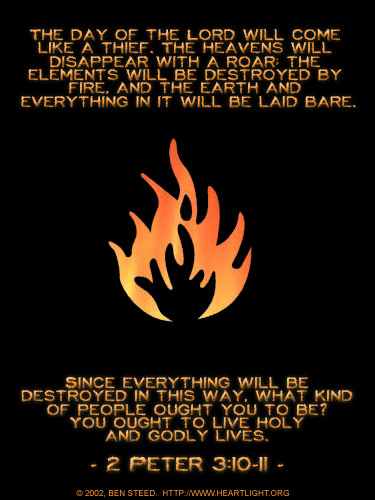 The day of the Lord will come
like a thief. The heavens will
disappear with a roar; the
elements will be destroyed by
fire, and the earth and
everything in it will be laid bare.
Since everything will be
destroyed in this way, what kind
of people ought you to be?
You ought to live holy
and godly lives.
- 2 Peter 3:10-11 -
© 2002, BEN STEED. HTTP://WWW.HEARTLIGHT.ORG